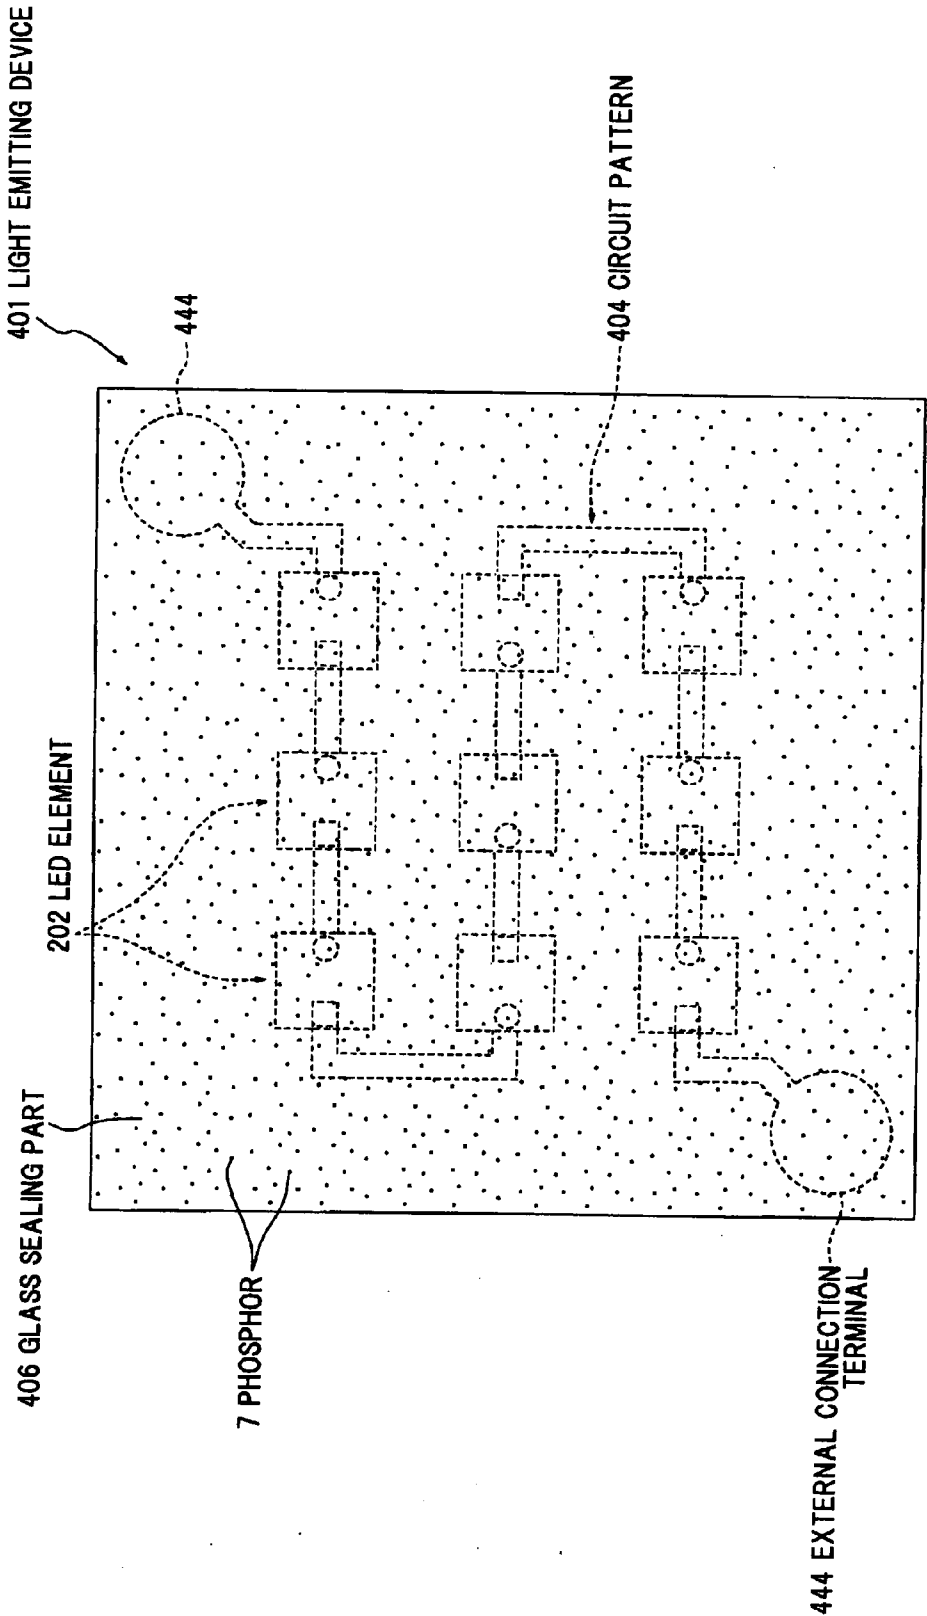 401 LIGHT EMITTING DEVICE
444
404 CIRCUIT PATTERN
202 LED ELEMENT
406 GLASS SEALING PART
7 PHOSPHOR
444 EXTERNAL CONNECTION
TERMINAL